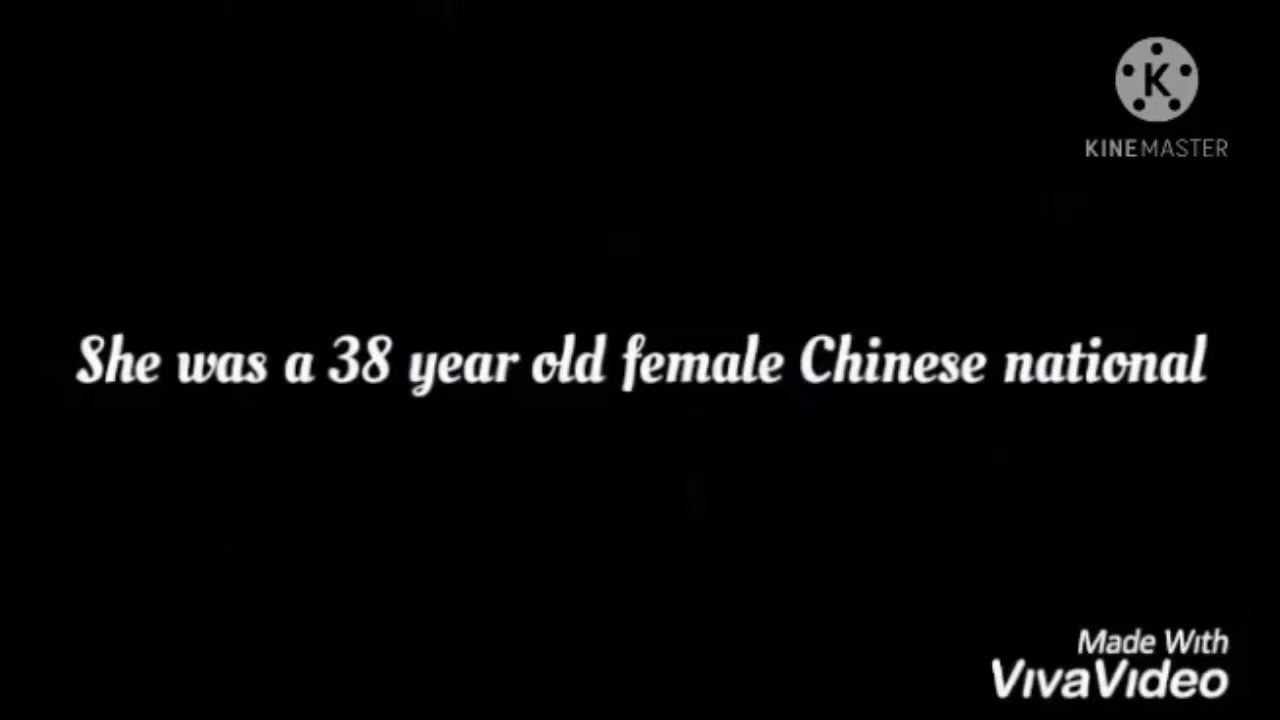 K
KINEMASTER
She was a 38 year old female Chinese national
Made With
VivaVideo